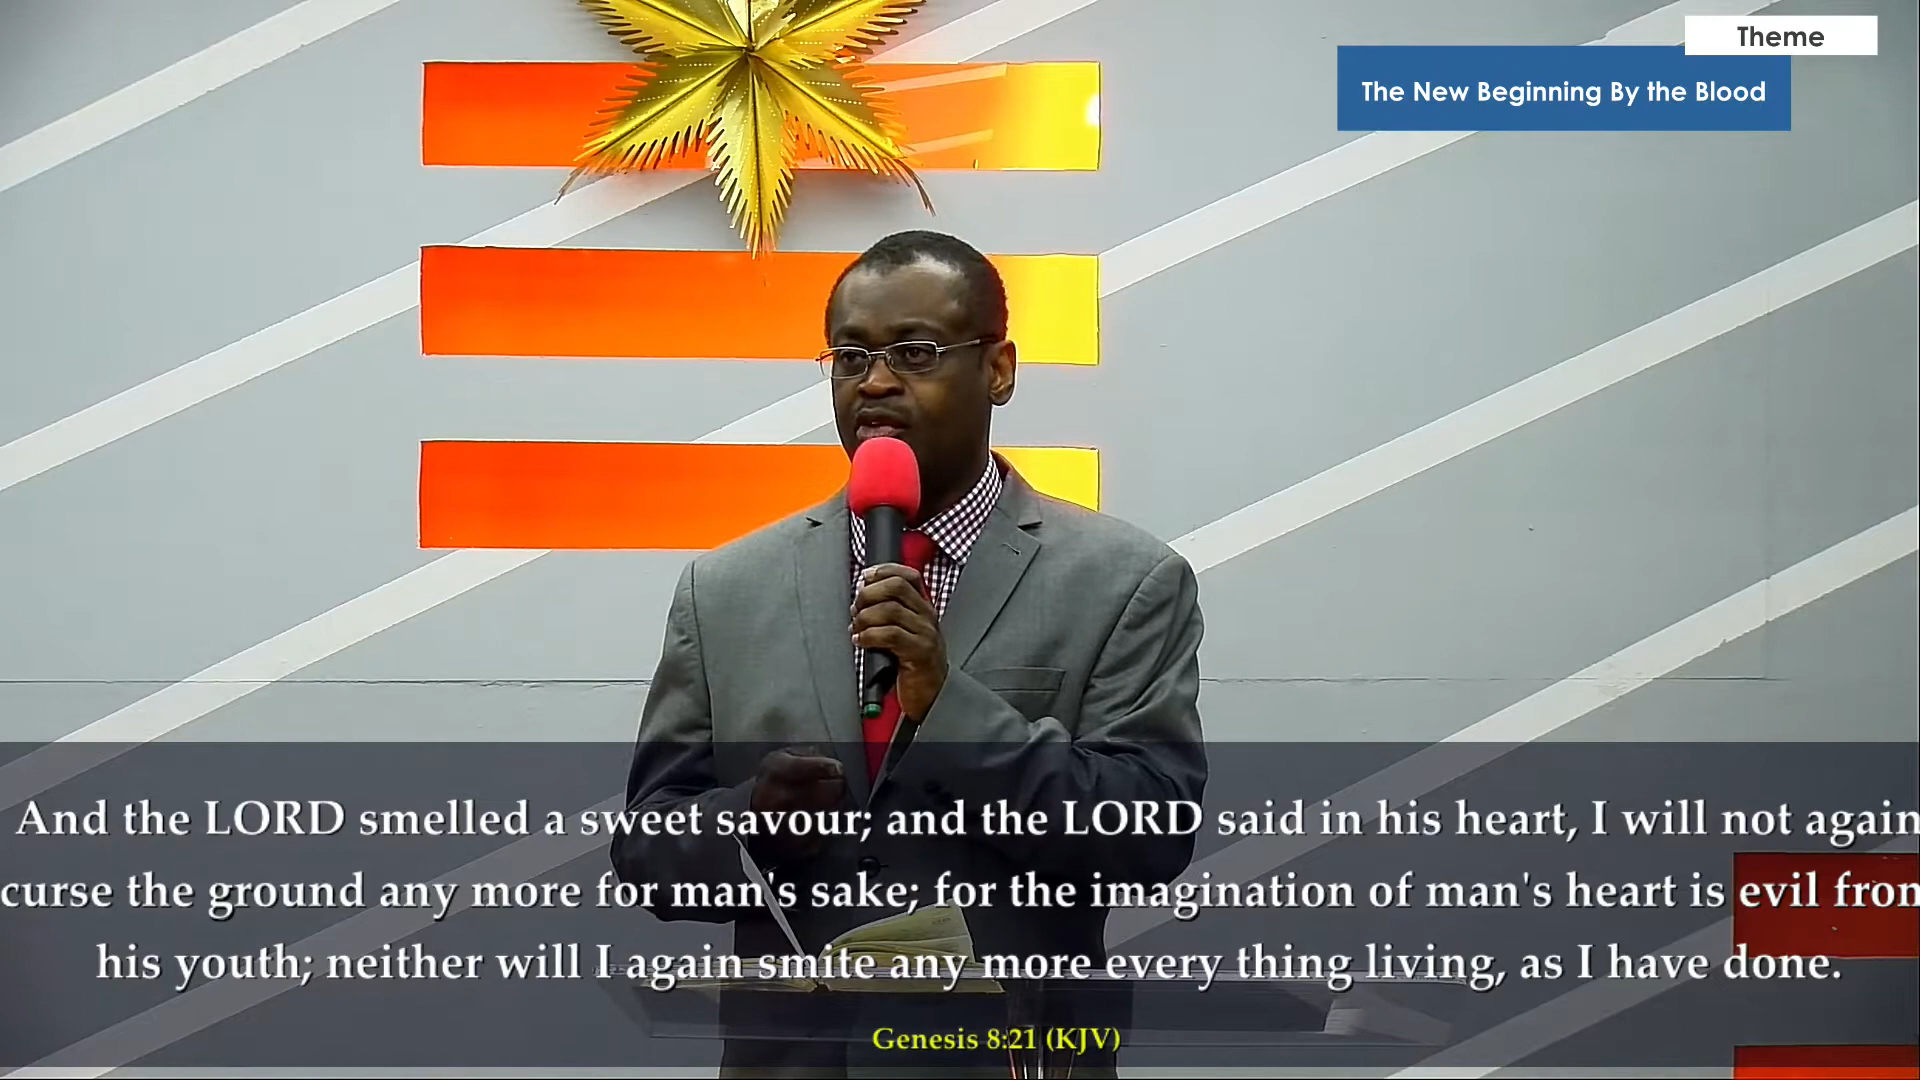 Theme
The New Beginning By the Blood
And the LORD smelled a sweet savour; and the LORD said in his heart, I will not again
curse the ground any more for man's sake; for the imagination of man's heart is evil from
his youth; neither will I again smite any more every thing living, as I have done.
Genesis 8:21 (KJV)